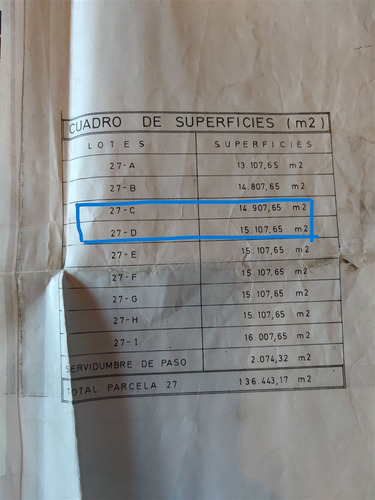 CUADRO DE SUPERFICIES (m2)
LOTES SUPERFICIES
27-A 13 107,65 m2
27-B 14.807,65 m2
27-C 14.907,65 m2
27-D 15.107,65 m2
27-E 15.107,65 m2
27-F 15.107,65 m2
27-G 15.107,65 m2
27-H 15.107,65 m2
27-I 16 007,65 m2
SERVIDUMBRE DE PASO 2.074,32 m2
TOTAL PARCELA 27 136.443,17 m2